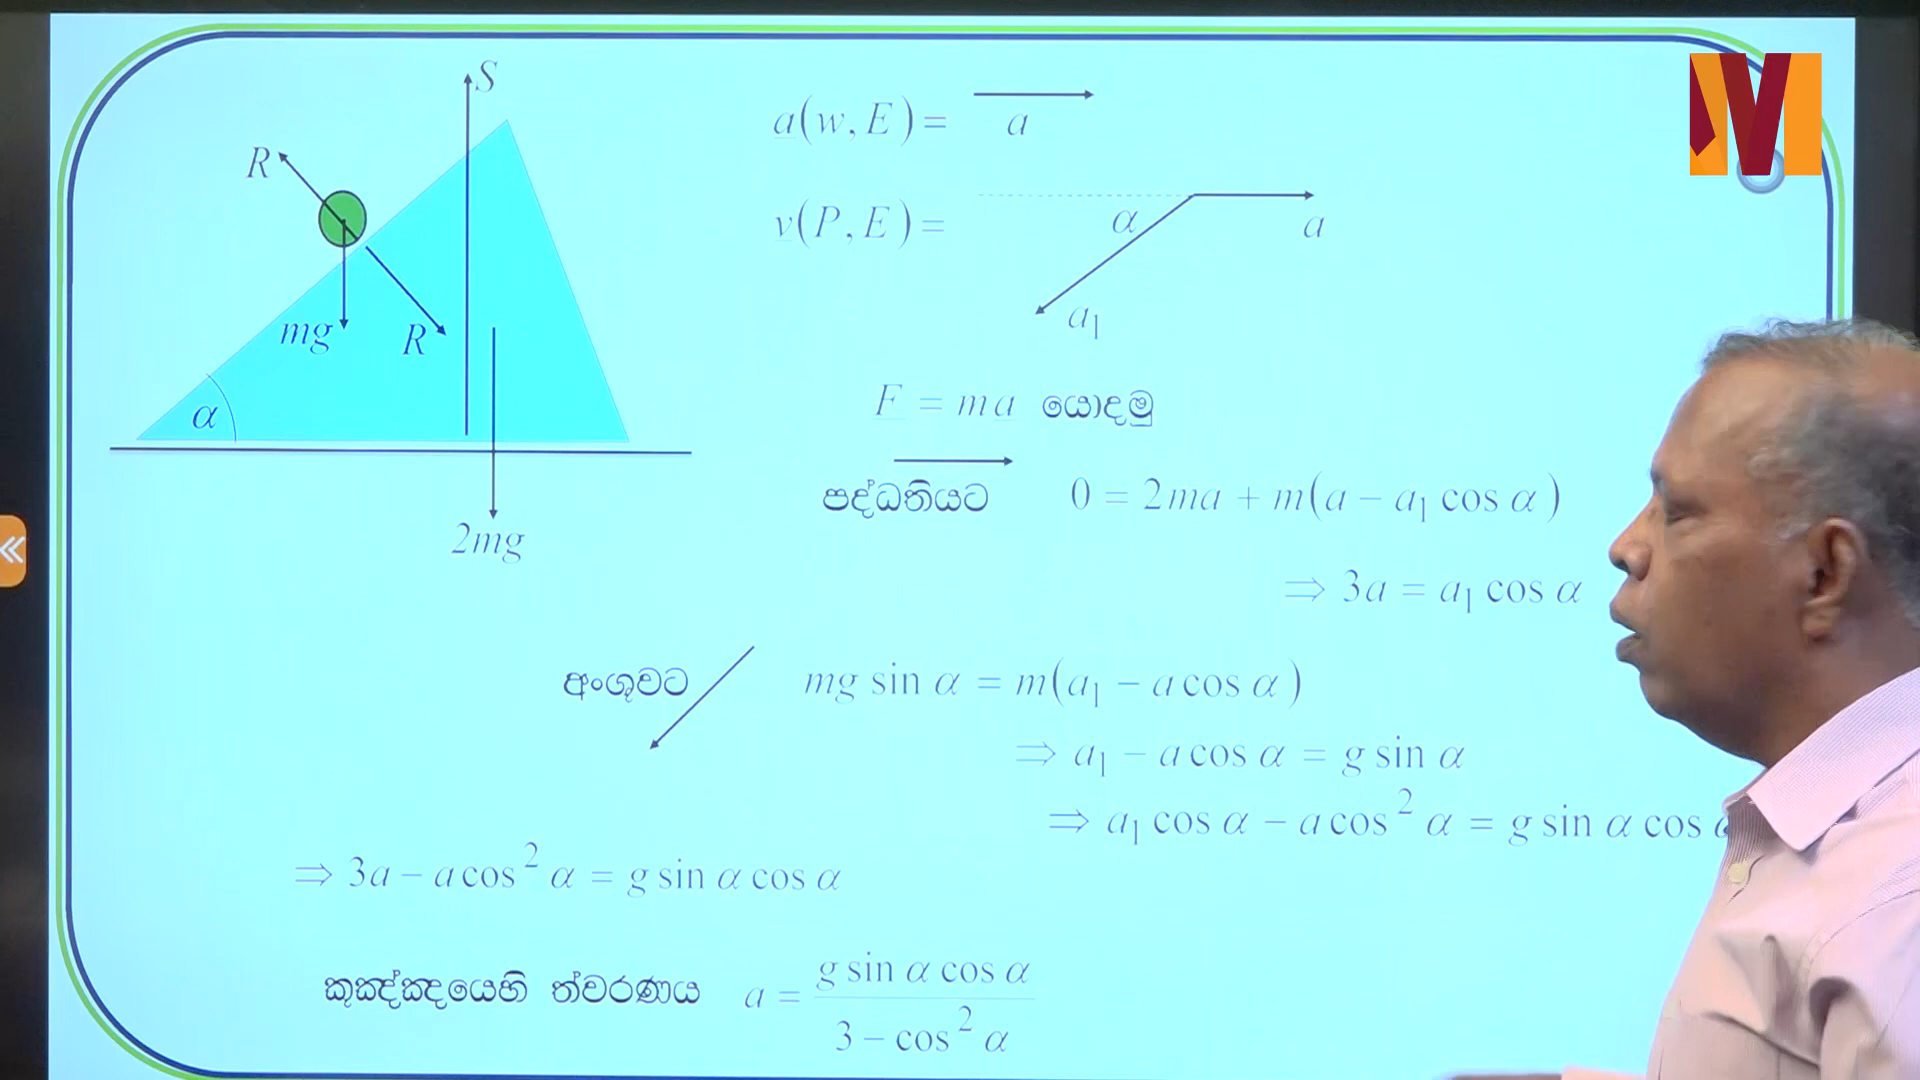 S
R
mg
R
α
2mg
a(w, E) = a
v(P, E) =
α
a
a₁
F = ma යොදමු
පද්ධතියට 0 = 2ma + m(a − a₁ cos α)
⇒ 3a = a₁ cos α
අංශුවට mg sin α = m(a₁ − a cos α)
⇒ a₁ − a cos α = g sin α
⇒ a₁ cos α − a cos² α = g sin α cos
⇒ 3a − a cos² α = g sin α cos α
කුඤ්ඤයෙහි ත්වරණය a = g sin α cos α / 3 − cos² α